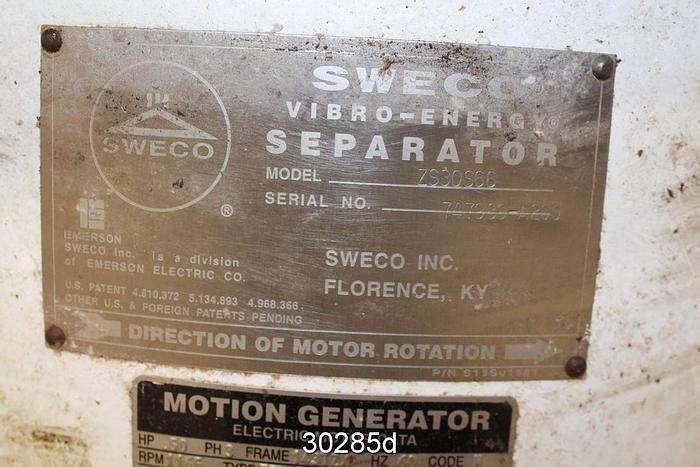 SWECO
VIBRO-ENERGY®
SEPARATOR
MODEL ZS30S66
SERIAL NO.
SWECO
®
EMERSON
SWECO Inc. is a division
of EMERSON ELECTRIC CO.
SWECO INC.
FLORENCE, KY
U.S. PATENT 4.810.372 5.134.893 4.968.366
OTHER U.S. & FOREIGN PATENTS PENDING
DIRECTION OF MOTOR ROTATION
P/N
MOTION GENERATOR
ELECTRIC
30285d
HP PH 3 FRAME HZ CODE
RPM